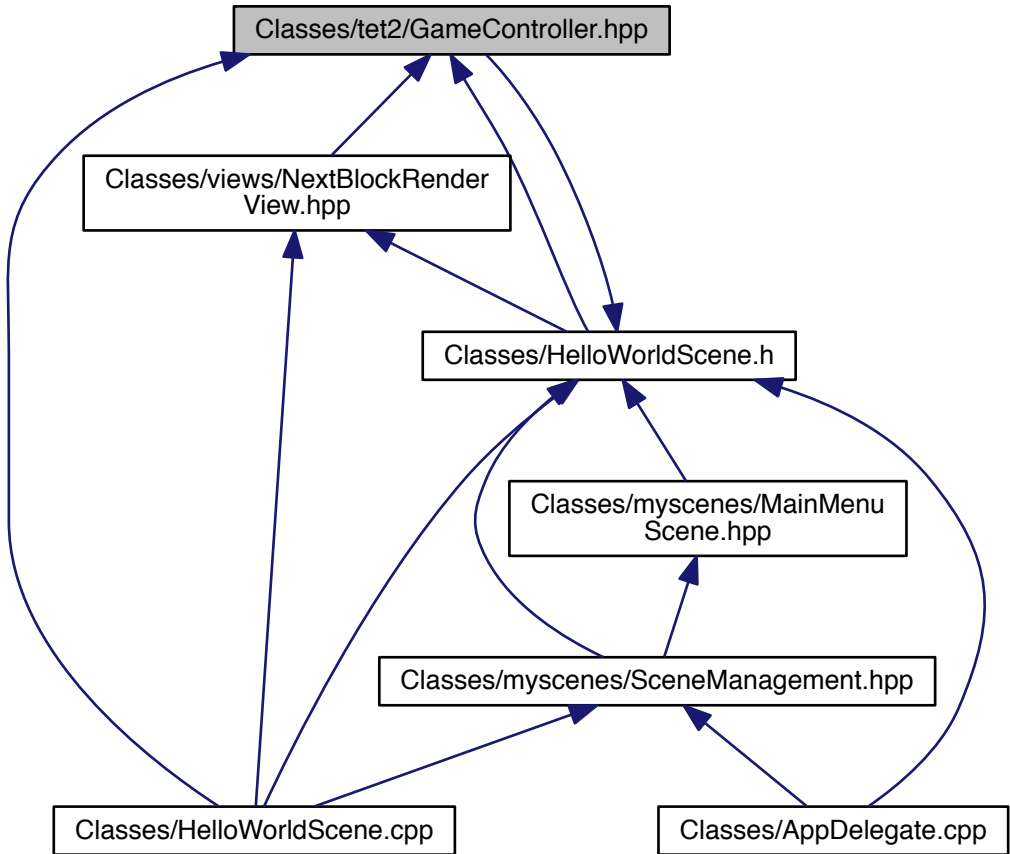 Classes/tet2/GameController.hpp
Classes/views/NextBlockRender
View.hpp
Classes/HelloWorldScene.h
Classes/myscenes/MainMenu
Scene.hpp
Classes/myscenes/SceneManagement.hpp
Classes/HelloWorldScene.cpp
Classes/AppDelegate.cpp